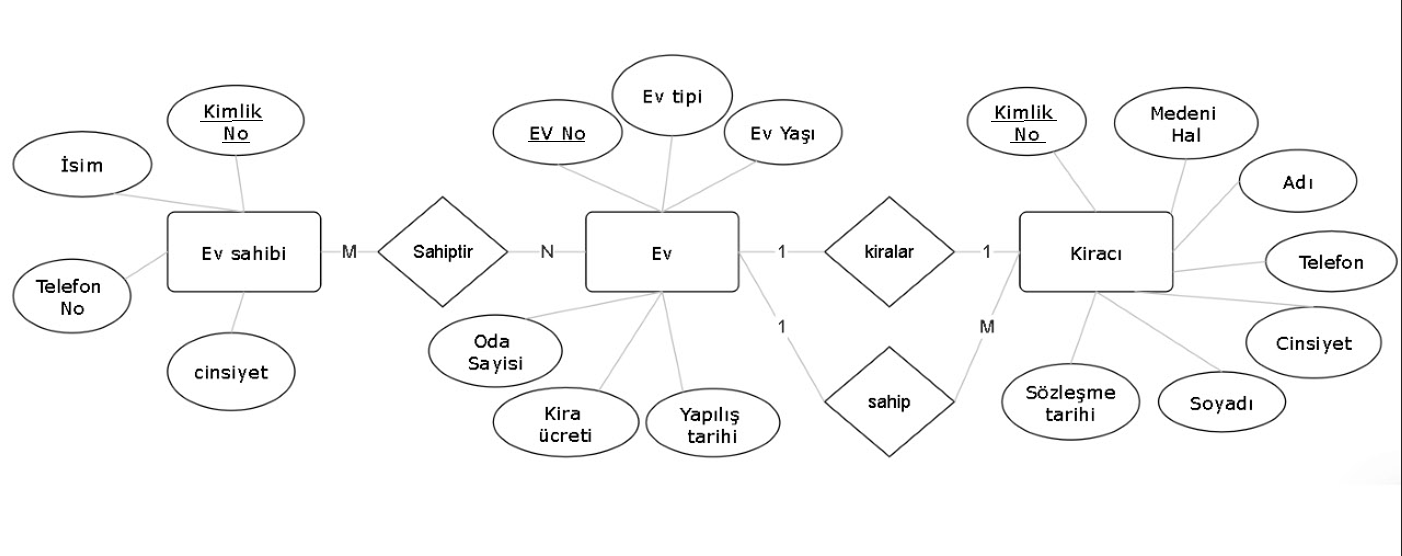 Kimlik
No
İsim
Ev sahibi
Telefon
No
cinsiyet
M
Sahiptir
N
EV No
Ev tipi
Ev Yaşı
Ev
Oda
Sayisi
Kira
ücreti
Yapılış
tarihi
1
kiralar
1
1
sahip
M
Kimlik
No
Medeni
Hal
Adı
Kiracı
Telefon
Cinsiyet
Sözleşme
tarihi
Soyadı